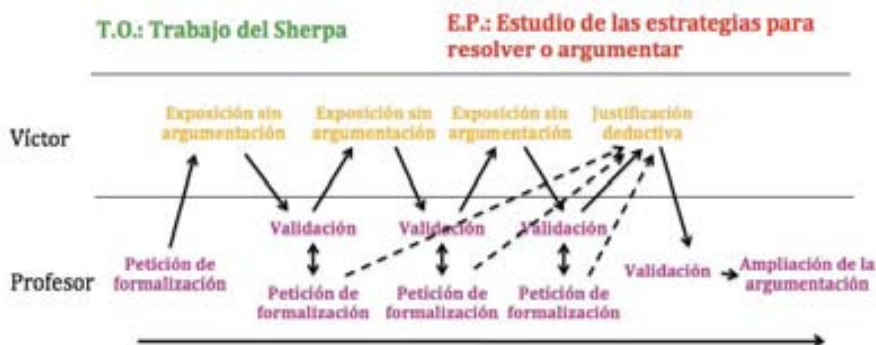 T.O.: Trabajo del Sherpa
E.P.: Estudio de las estrategias para
resolver o argumentar
Víctor
Exposición sin
argumentación
Exposición sin
argumentación
Exposición sin
argumentación
Justificación
deductiva
Profesor
Petición de
formalización
Validación
Petición de
formalización
Validación
Petición de
formalización
Validación
Petición de
formalización
Validación
Ampliación de la
argumentación